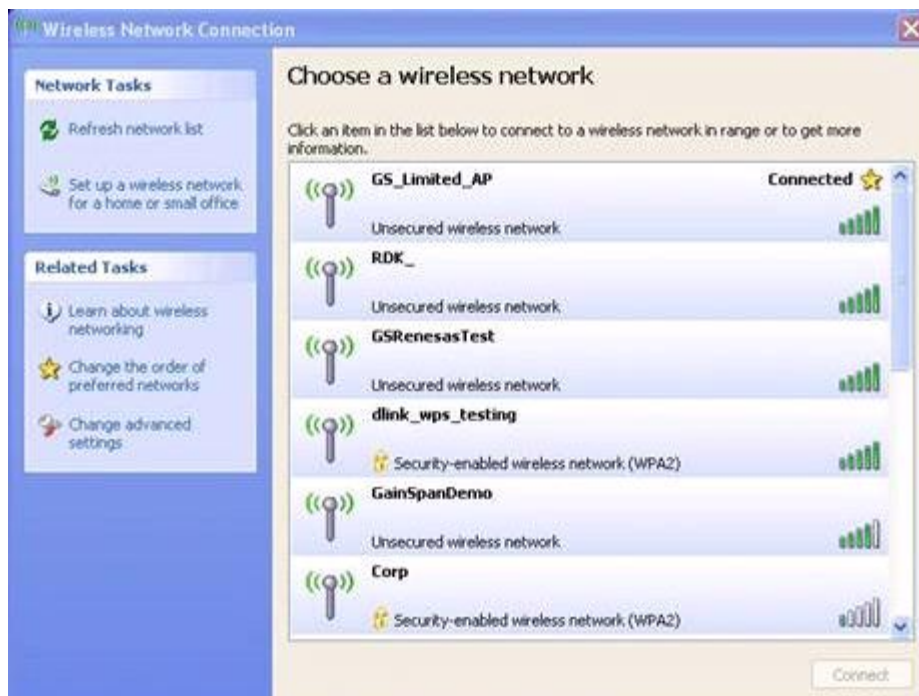 Wireless Network Connection
Network Tasks
Refresh network list
Set up a wireless network
for a home or small office
Related Tasks
Learn about wireless
networking
Change the order of
preferred networks
Change advanced
settings
Choose a wireless network
Click an item in the list below to connect to a wireless network in range or to get more
information.
GS_Limited_AP Connected
Unsecured wireless network
RDK_
Unsecured wireless network
GSRenesasTest
Unsecured wireless network
dlink_wps_testing
Security-enabled wireless network (WPA2)
GainSpanDemo
Unsecured wireless network
Corp
Security-enabled wireless network (WPA2)
Connect